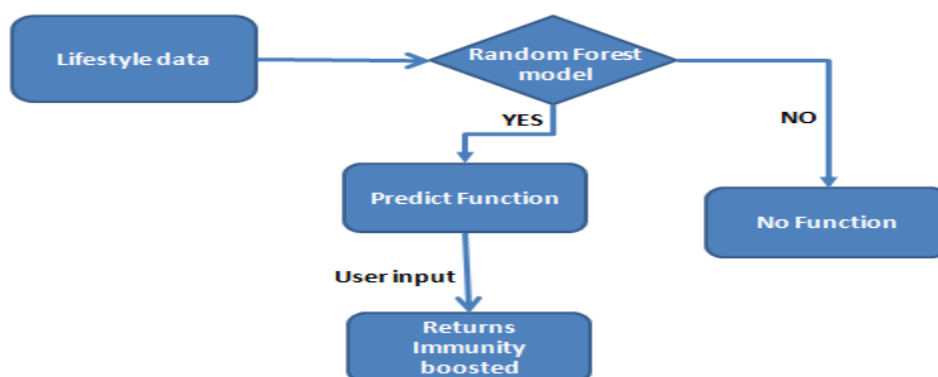 Lifestyle data
Random Forest
model
YES
NO
Predict Function
No Function
User input
Returns
Immunity
boosted